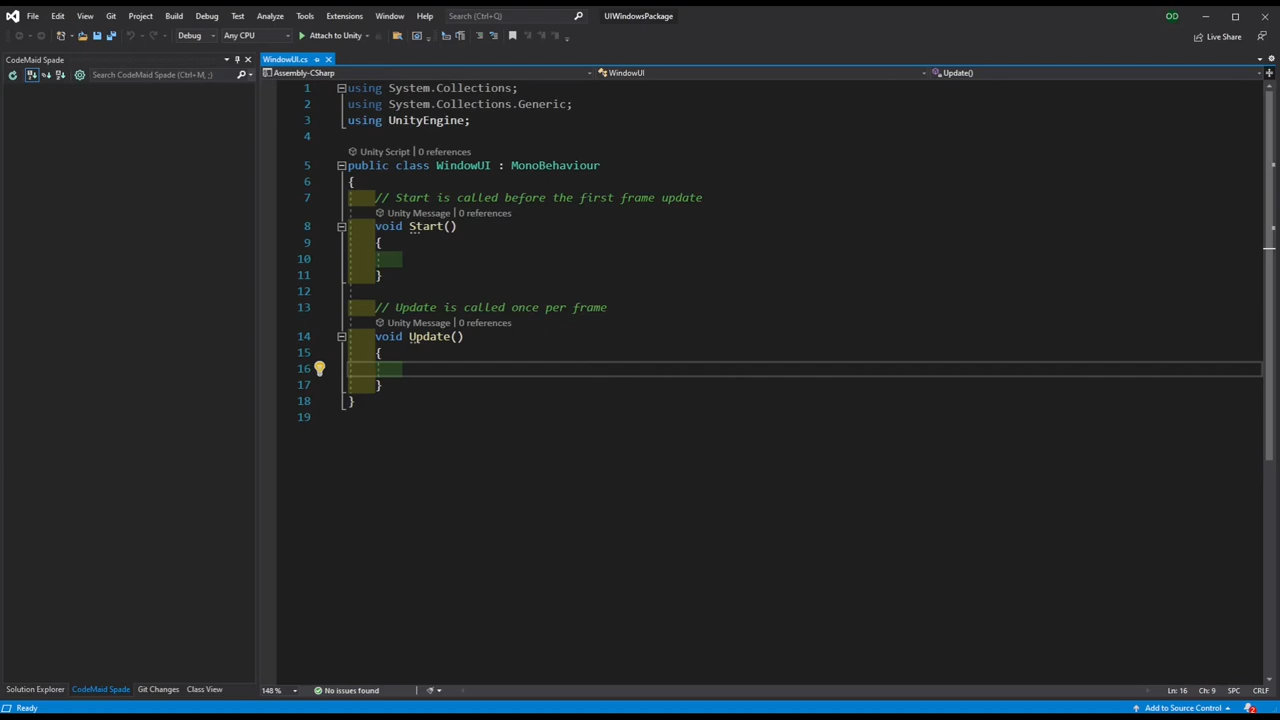 File Edit View Git Project Build Debug Test Analyze Tools Extensions Window Help Search (Ctrl+Q) UIWindowsPackage OD
Debug Any CPU Attach to Unity Live Share
CodeMaid Spade
WindowUI.cs
Search CodeMaid Spade (Ctrl+M, ;)
Assembly-CSharp WindowUI Update()
1 using System.Collections;
2 using System.Collections.Generic;
3 using UnityEngine;
4
Unity Script | 0 references
5 public class WindowUI : MonoBehaviour
6 {
7 // Start is called before the first frame update
Unity Message | 0 references
8 void Start()
9 {
10
11 }
12
13 // Update is called once per frame
Unity Message | 0 references
14 void Update()
15 {
16
17 }
18 }
19
Solution Explorer CodeMaid Spade Git Changes Class View 148 % No issues found Ln: 16 Ch: 9 SPC CRLF
Ready Add to Source Control 2